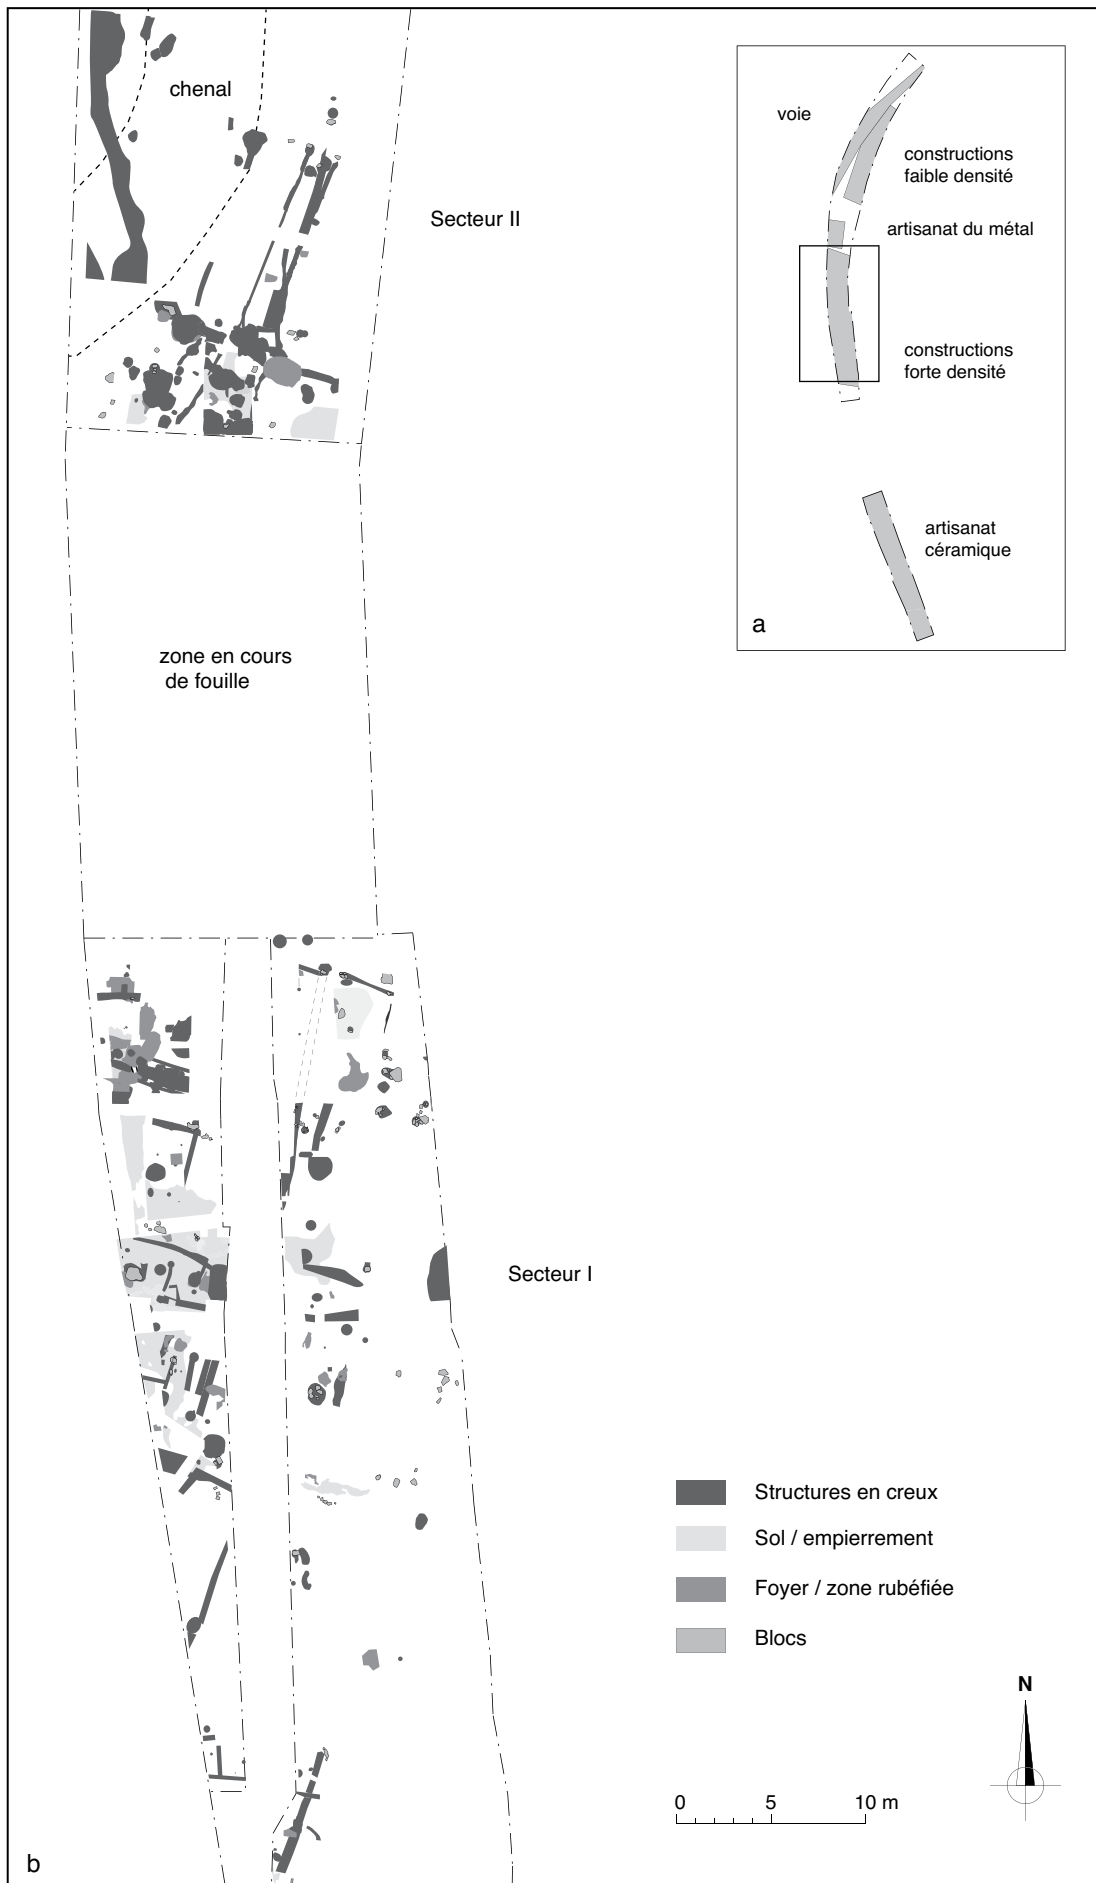 chenal
Secteur II
zone en cours
de fouille
Secteur I
b
voie
constructions
faible densité
artisanat du métal
constructions
forte densité
artisanat
céramique
a
Structures en creux
Sol / empierrement
Foyer / zone rubéfiée
Blocs
N
0 5 10 m